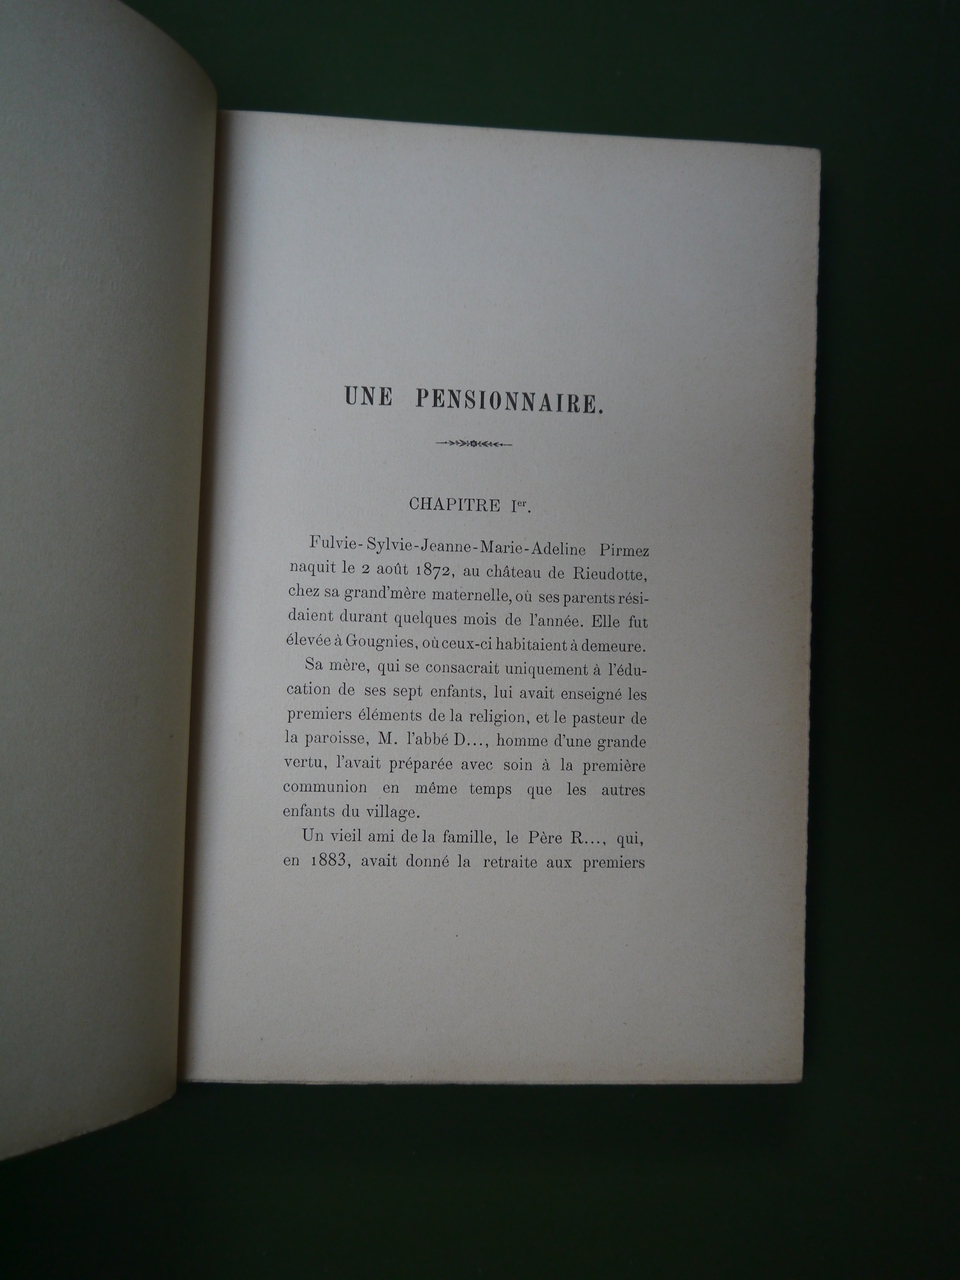 UNE PENSIONNAIRE.
CHAPITRE Ier.
Fulvie-Sylvie-Jeanne-Marie-Adeline Pirmez
naquit le 2 août 1872, au château de Rieudotte,
chez sa grand'mère maternelle, où ses parents rési-
daient durant quelques mois de l'année. Elle fut
élevée à Gougnies, où ceux-ci habitaient à demeure.
Sa mère, qui se consacrait uniquement à l'édu-
cation de ses sept enfants, lui avait enseigné les
premiers éléments de la religion, et le pasteur de
la paroisse, M. l'abbé D..., homme d'une grande
vertu, l'avait préparée avec soin à la première
communion en même temps que les autres
enfants du village.
Un vieil ami de la famille, le Père R..., qui,
en 1883, avait donné la retraite aux premiers